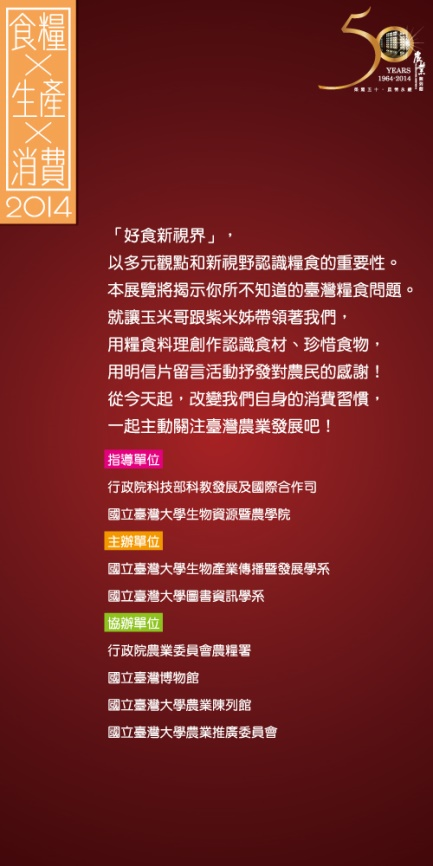 食糧
×
生產
×
消費
2014
50
YEARS
1964-2014
「好食新視界」，
以多元觀點和新視野認識糧食的重要性。
本展覽將揭示你所不知道的臺灣糧食問題。
就讓玉米哥跟紫米姊帶領著我們，
用糧食料理創作認識食材、珍惜食物，
用明信片留言活動抒發對農民的感謝！
從今天起，改變我們自身的消費習慣，
一起主動關注臺灣農業發展吧！
指導單位
行政院科技部科教發展及國際合作司
國立臺灣大學生物資源暨農學院
主辦單位
國立臺灣大學生物產業傳播暨發展學系
國立臺灣大學圖書資訊學系
協辦單位
行政院農業委員會農糧署
國立臺灣博物館
國立臺灣大學農業陳列館
國立臺灣大學農業推廣委員會